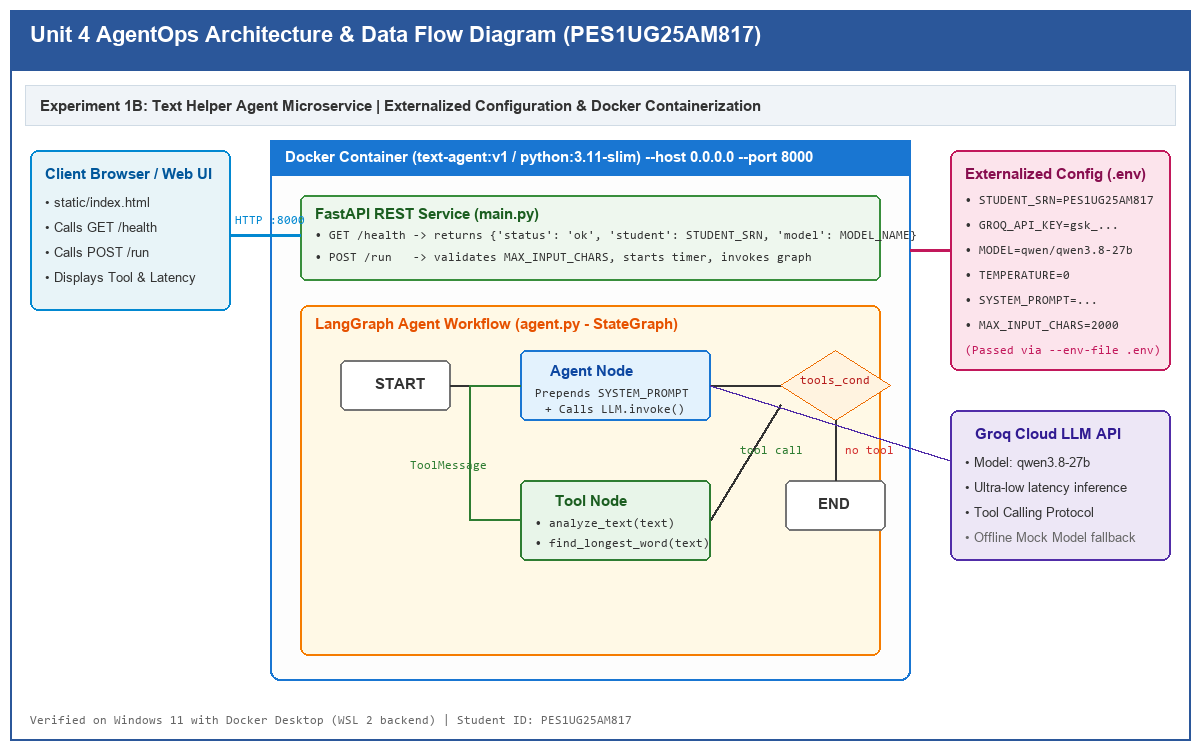 Unit 4 AgentOps Architecture & Data Flow Diagram (PES1UG25AM817)
Experiment 1B: Text Helper Agent Microservice | Externalized Configuration & Docker Containerization
Client Browser / Web UI
• static/index.html
• Calls GET /health
• Calls POST /run
• Displays Tool & Latency
HTTP :8000
Docker Container (text-agent:v1 / python:3.11-slim) --host 0.0.0.0 --port 8000
FastAPI REST Service (main.py)
• GET /health -> returns {'status': 'ok', 'student': STUDENT_SRN, 'model': MODEL_NAME}
• POST /run   -> validates MAX_INPUT_CHARS, starts timer, invokes graph
LangGraph Agent Workflow (agent.py - StateGraph)
START
Agent Node
Prepends SYSTEM_PROMPT
+ Calls LLM.invoke()
tools_cond
ToolMessage
tool call
no tool
Tool Node
• analyze_text(text)
• find_longest_word(text)
END
Externalized Config (.env)
• STUDENT_SRN=PES1UG25AM817
• GROQ_API_KEY=gsk_...
• MODEL=qwen/qwen3.8-27b
• TEMPERATURE=0
• SYSTEM_PROMPT=...
• MAX_INPUT_CHARS=2000
(Passed via --env-file .env)
Groq Cloud LLM API
• Model: qwen3.8-27b
• Ultra-low latency inference
• Tool Calling Protocol
• Offline Mock Model fallback
Verified on Windows 11 with Docker Desktop (WSL 2 backend) | Student ID: PES1UG25AM817